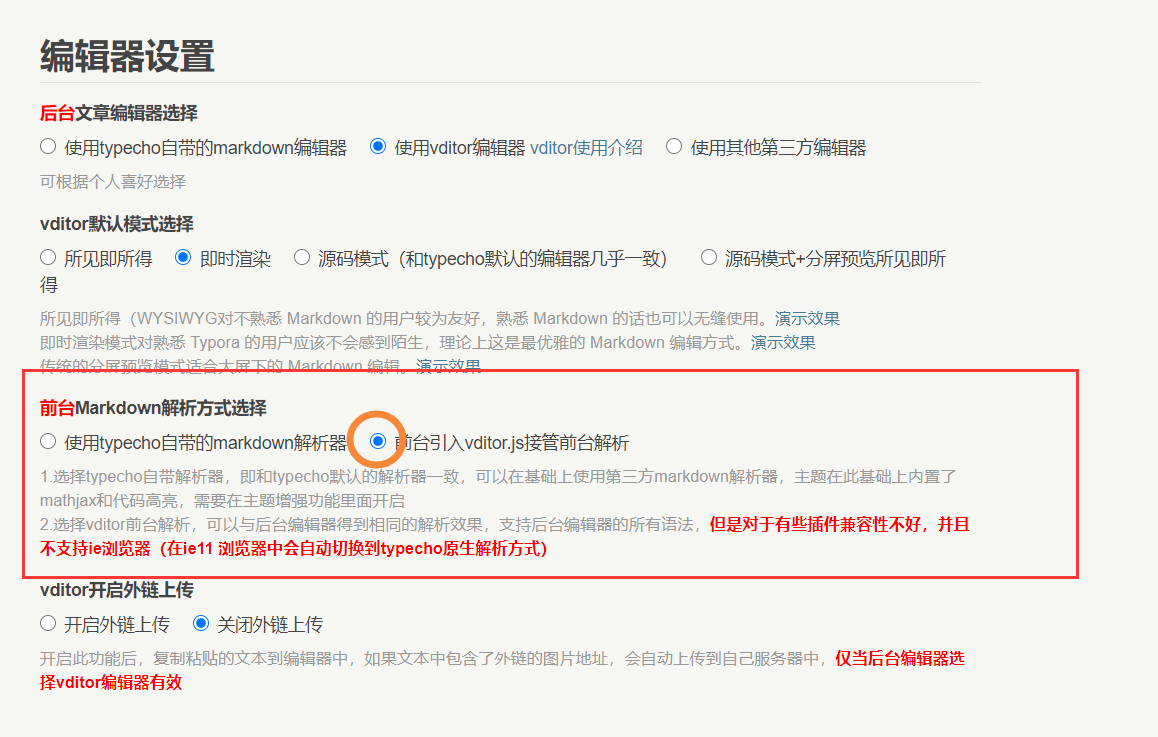 编辑器设置
后台文章编辑器选择
使用typecho自带的markdown编辑器 使用vditor编辑器 vditor使用介绍 使用其他第三方编辑器
可根据个人喜好选择
vditor默认模式选择
所见即所得 即时渲染 源码模式（和typecho默认的编辑器几乎一致） 源码模式+分屏预览所见即所
得
所见即所得（WYSIWYG对不熟悉 Markdown 的用户较为友好，熟悉 Markdown 的话也可以无缝使用。演示效果
即时渲染模式对熟悉 Typora 的用户应该不会感到陌生，理论上这是最优雅的 Markdown 编辑方式。演示效果
传统的分屏预览模式适合大屏下的 Markdown 编辑。演示效果
前台Markdown解析方式选择
使用typecho自带的markdown解析器 前台引入vditor.js接管前台解析
1.选择typecho自带解析器，即和typecho默认的解析器一致，可以在基础上使用第三方markdown解析器，主题在此基础上内置了
mathjax和代码高亮，需要在主题增强功能里面开启
2.选择vditor前台解析，可以与后台编辑器得到相同的解析效果，支持后台编辑器的所有语法，但是对于有些插件兼容性不好，并且
不支持ie浏览器（在ie11 浏览器中会自动切换到typecho原生解析方式）
vditor开启外链上传
开启外链上传 关闭外链上传
开启此功能后，复制粘贴的文本到编辑器中，如果文本中包含了外链的图片地址，会自动上传到自己服务器中，仅当后台编辑器选
择vditor编辑器有效